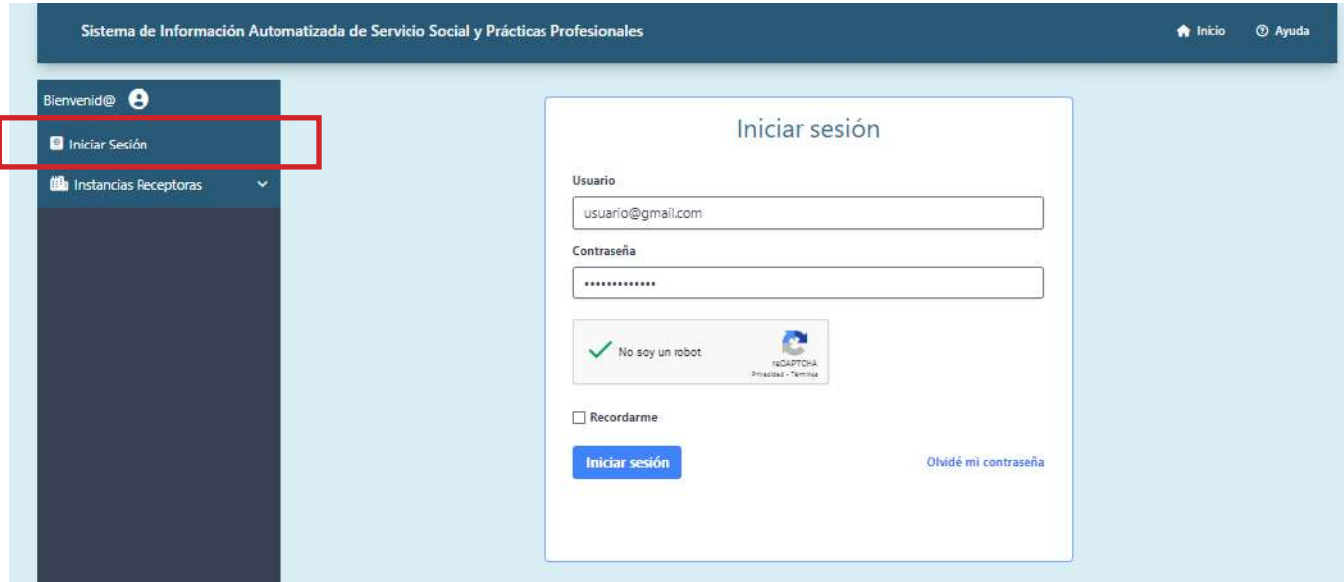 Sistema de Información Automatizada de Servicio Social y Prácticas Profesionales
Inicio
Ayuda
Bienvenid@
Iniciar Sesión
Instancias Receptoras
Iniciar sesión
Usuario
usuario@gmail.com
Contraseña
•••••••••••••
No soy un robot
reCAPTCHA
Privacidad - Términos
Recordarme
Iniciar sesión
Olvidé mi contraseña